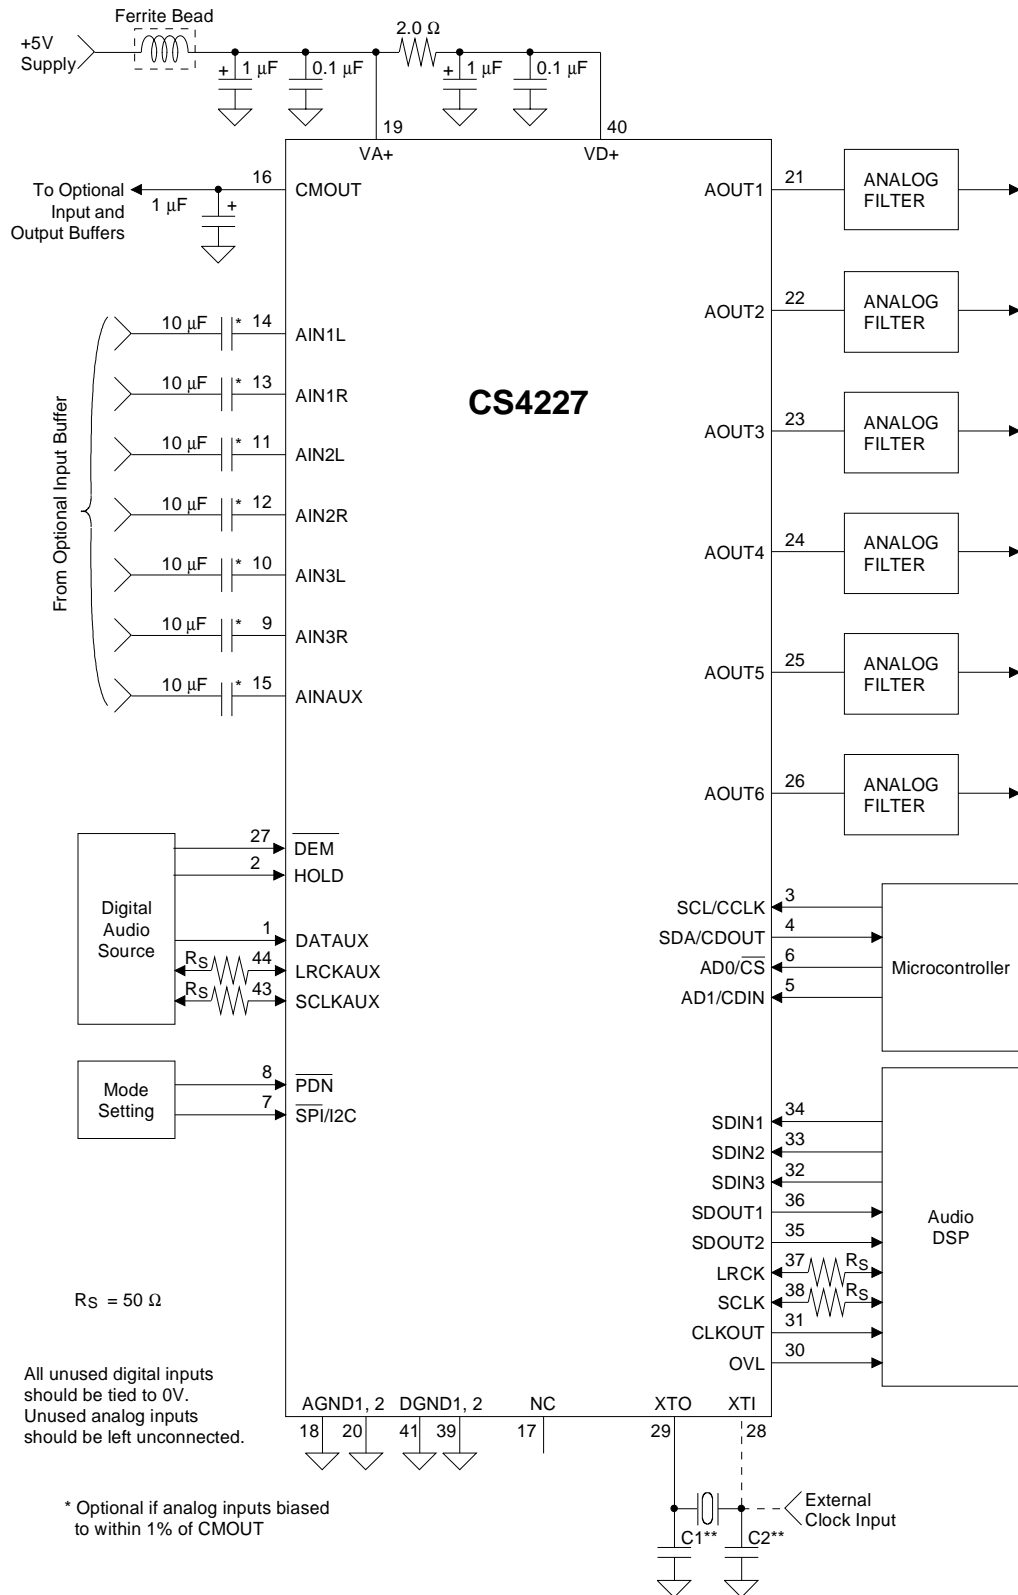 Ferrite Bead
+5V
Supply
+ 1 μF
0.1 μF
2.0 Ω
+ 1 μF
0.1 μF
19
40
VA+
VD+
To Optional
Input and
Output Buffers
1 μF
+
16
CMOUT
From Optional Input Buffer
10 μF * 14 AIN1L
10 μF * 13 AIN1R
10 μF * 11 AIN2L
10 μF * 12 AIN2R
10 μF * 10 AIN3L
10 μF * 9 AIN3R
10 μF * 15 AINAUX
CS4227
AOUT1 21 ANALOG
FILTER
AOUT2 22 ANALOG
FILTER
AOUT3 23 ANALOG
FILTER
AOUT4 24 ANALOG
FILTER
AOUT5 25 ANALOG
FILTER
AOUT6 26 ANALOG
FILTER
Digital
Audio
Source
27 DEM
2 HOLD
1 DATAUX
RS 44 LRCKAUX
RS 43 SCLKAUX
Mode
Setting
8 PDN
7 SPI/I2C
SCL/CCLK 3
SDA/CDOUT 4
AD0/CS 6
AD1/CDIN 5
Microcontroller
SDIN1 34
SDIN2 33
SDIN3 32
SDOUT1 36
SDOUT2 35
LRCK 37 RS
SCLK 38 RS
CLKOUT 31
OVL 30
Audio
DSP
RS = 50 Ω
All unused digital inputs
should be tied to 0V.
Unused analog inputs
should be left unconnected.
AGND1, 2 DGND1, 2 NC XTO XTI
18 20 41 39 17 29 28
* Optional if analog inputs biased
to within 1% of CMOUT
C1**
C2**
External
Clock Input